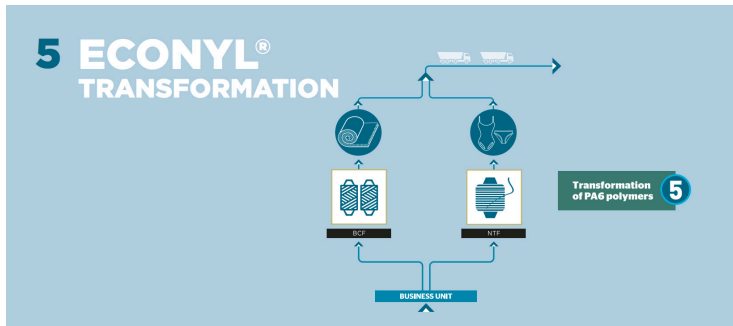 5 ECONYL®
TRANSFORMATION
Transformation
of PA6 polymers
5
BCF
NTF
BUSINESS UNIT